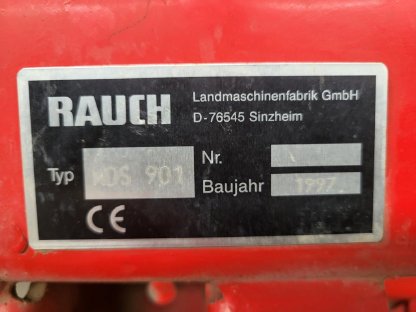 RAUCH
Landmaschinenfabrik GmbH
D-76545 Sinzheim
Typ MDS 901
Nr.
Baujahr 1997
CE